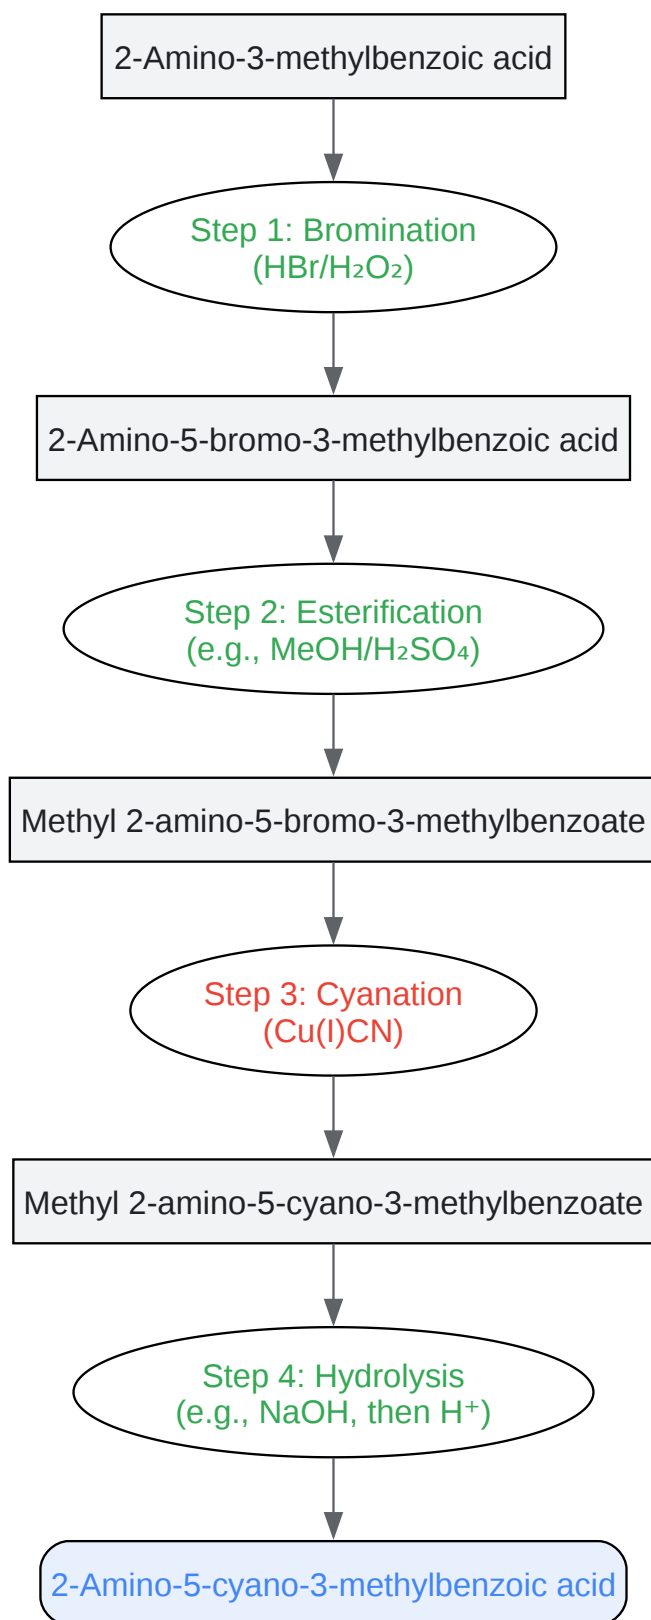 2-Amino-3-methylbenzoic acid
Step 1: Bromination
(HBr/H₂O₂)
2-Amino-5-bromo-3-methylbenzoic acid
Step 2: Esterification
(e.g., MeOH/H₂SO₄)
Methyl 2-amino-5-bromo-3-methylbenzoate
Step 3: Cyanation
(Cu(I)CN)
Methyl 2-amino-5-cyano-3-methylbenzoate
Step 4: Hydrolysis
(e.g., NaOH, then H⁺)
2-Amino-5-cyano-3-methylbenzoic acid